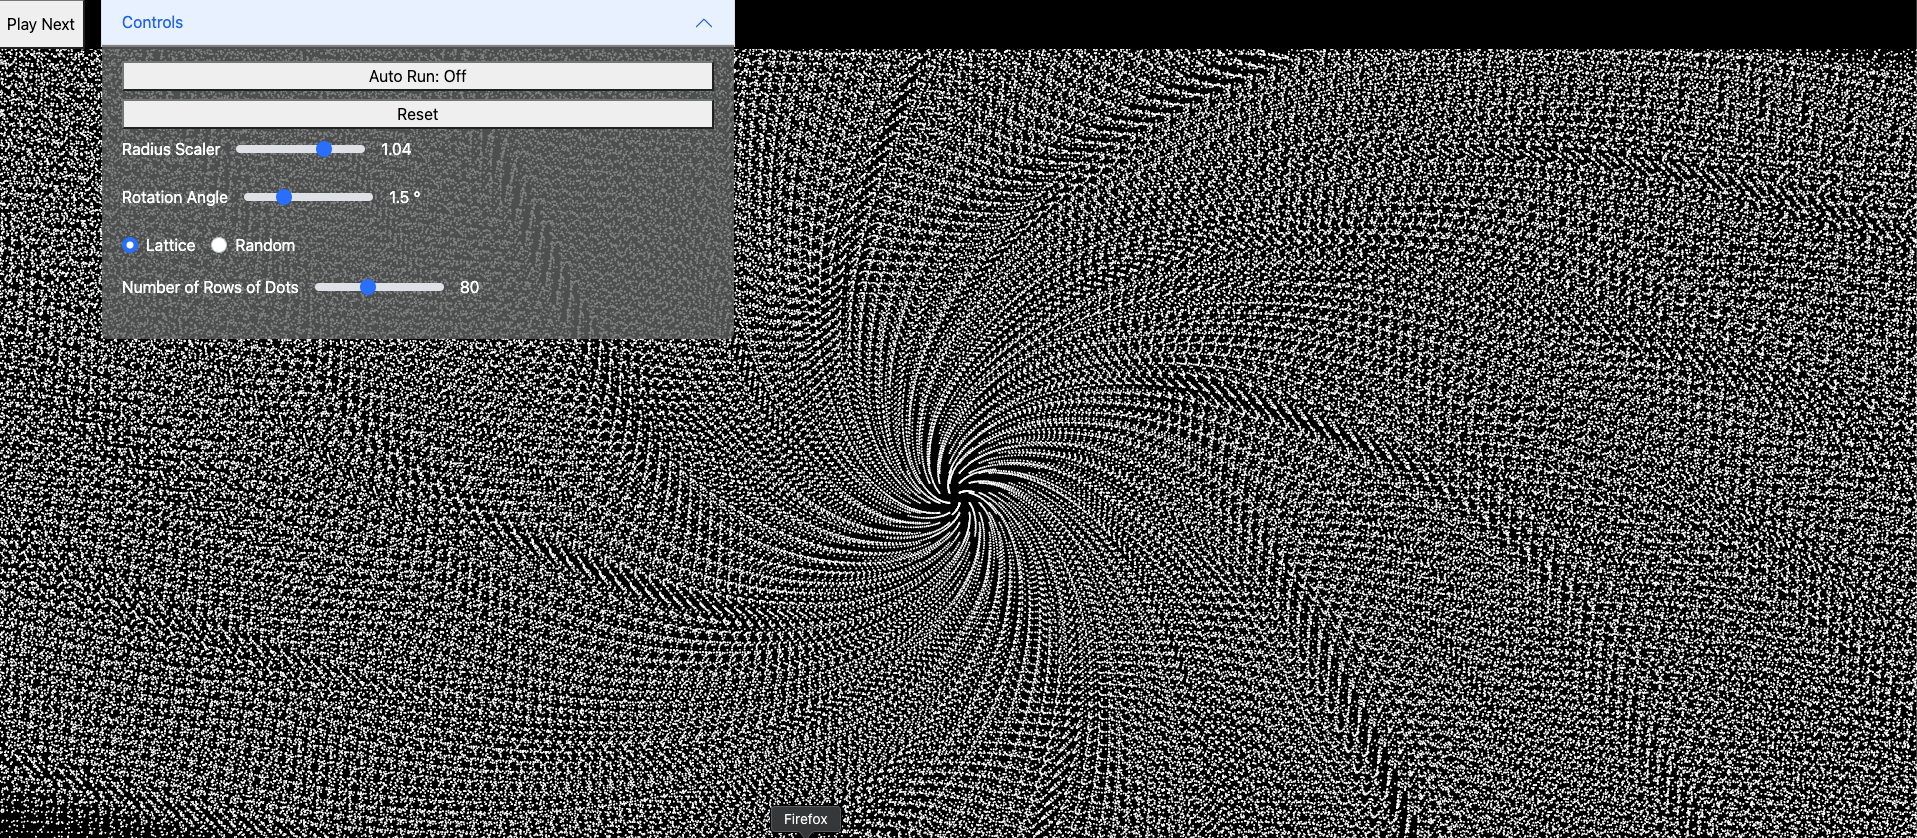 Play Next
Controls
Auto Run: Off
Reset
Radius Scaler 1.04
Rotation Angle 1.5 °
Lattice Random
Number of Rows of Dots 80
Firefox